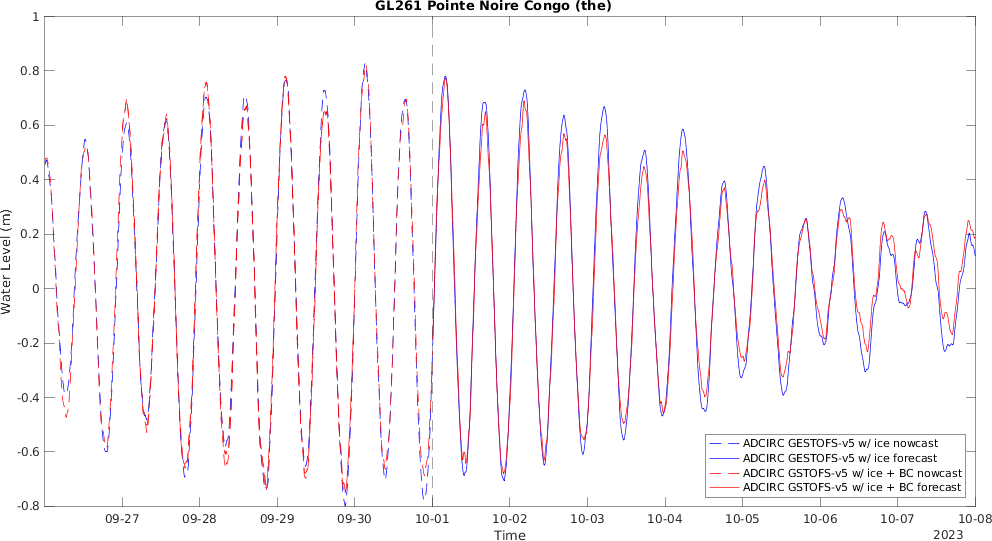 GL261 Pointe Noire Congo (the)
1
0.8
0.6
0.4
0.2
0
-0.2
-0.4
-0.6
-0.8
Water Level (m)
09-27 09-28 09-29 09-30 10-01 10-02 10-03 10-04 10-05 10-06 10-07 10-08
Time
2023
ADCIRC GESTOFS-v5 w/ ice nowcast
ADCIRC GESTOFS-v5 w/ ice forecast
ADCIRC GSTOFS-v5 w/ ice + BC nowcast
ADCIRC GSTOFS-v5 w/ ice + BC forecast